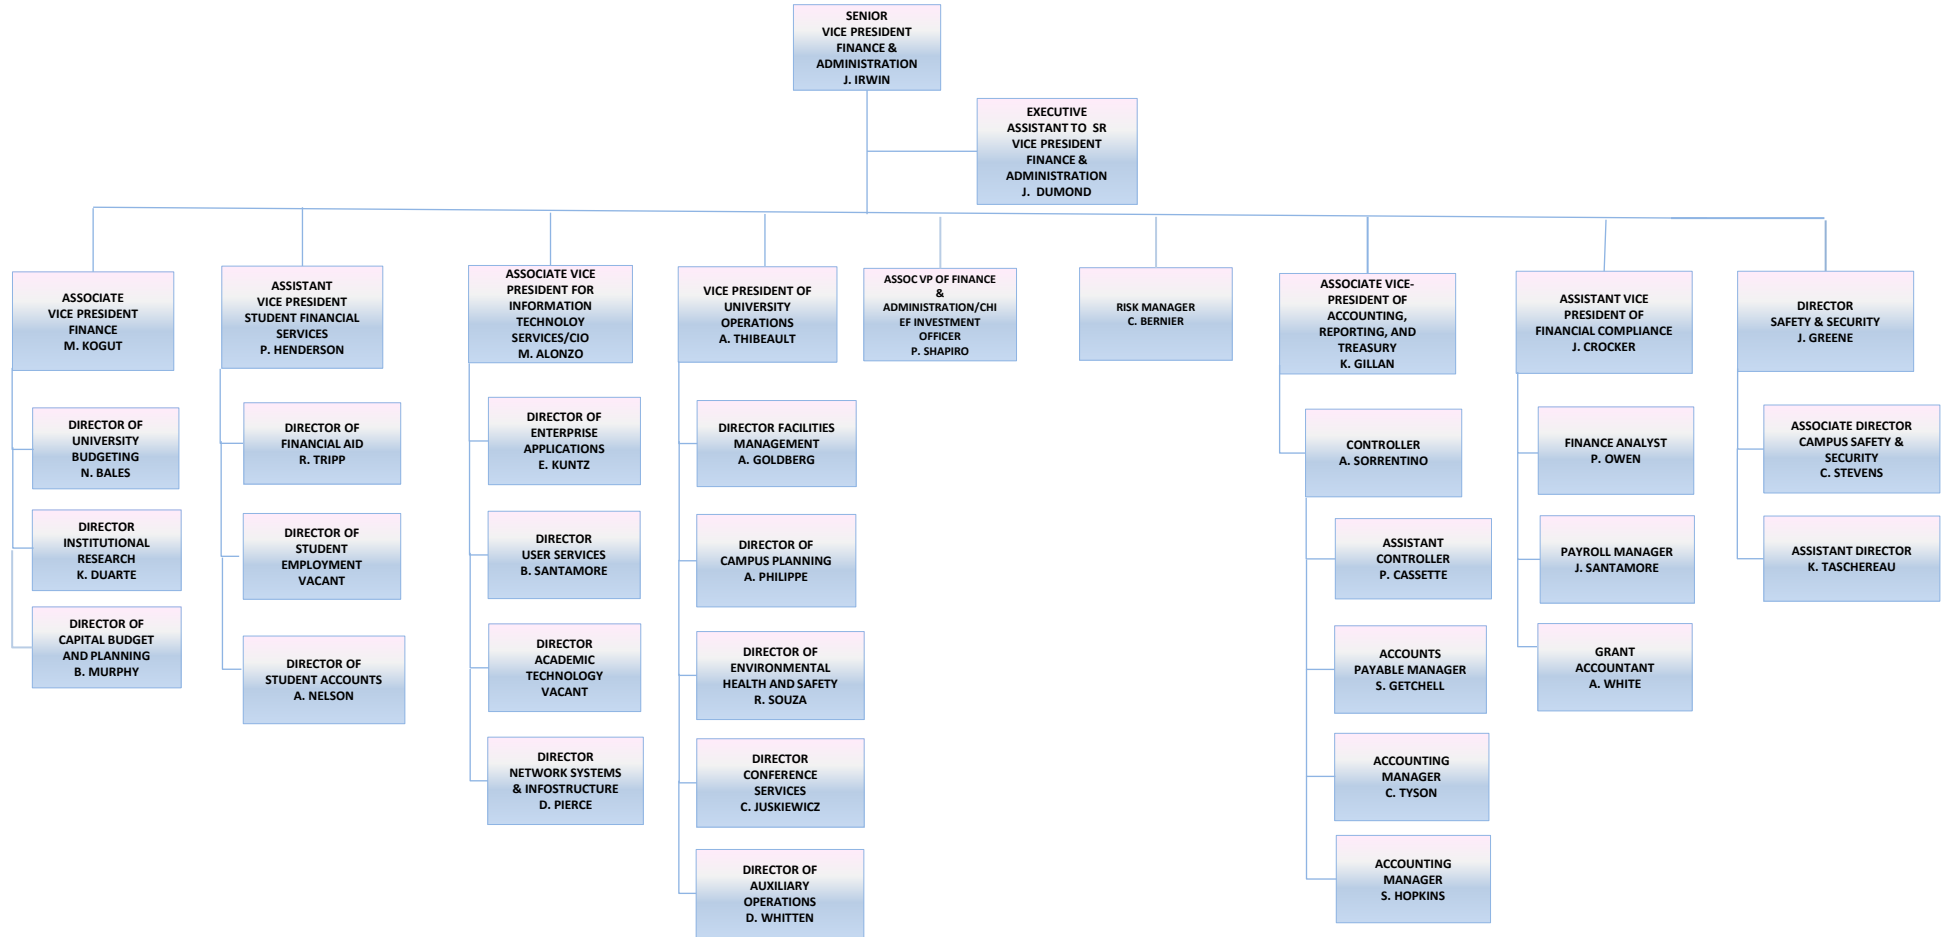 SENIOR
VICE PRESIDENT
FINANCE &
ADMINISTRATION
J. IRWIN
EXECUTIVE
ASSISTANT TO SR
VICE PRESIDENT
FINANCE &
ADMINISTRATION
J. DUMOND
ASSOCIATE
VICE PRESIDENT
FINANCE
M. KOGUT
ASSISTANT
VICE PRESIDENT
STUDENT FINANCIAL
SERVICES
P. HENDERSON
ASSOCIATE VICE
PRESIDENT FOR
INFORMATION
TECHNOLOY
SERVICES/CIO
M. ALONZO
VICE PRESIDENT OF
UNIVERSITY
OPERATIONS
A. THIBEAULT
ASSOC VP OF FINANCE
&
ADMINISTRATION/CHI
EF INVESTMENT
OFFICER
P. SHAPIRO
RISK MANAGER
C. BERNIER
ASSOCIATE VICE-
PRESIDENT OF
ACCOUNTING,
REPORTING, AND
TREASURY
K. GILLAN
ASSISTANT VICE
PRESIDENT OF
FINANCIAL COMPLIANCE
J. CROCKER
DIRECTOR
SAFETY & SECURITY
J. GREENE
DIRECTOR OF
UNIVERSITY
BUDGETING
N. BALES
DIRECTOR
INSTITUTIONAL
RESEARCH
K. DUARTE
DIRECTOR OF
CAPITAL BUDGET
AND PLANNING
B. MURPHY
DIRECTOR OF
FINANCIAL AID
R. TRIPP
DIRECTOR OF
STUDENT
EMPLOYMENT
VACANT
DIRECTOR OF
STUDENT ACCOUNTS
A. NELSON
DIRECTOR OF
ENTERPRISE
APPLICATIONS
E. KUNTZ
DIRECTOR
USER SERVICES
B. SANTAMORE
DIRECTOR
ACADEMIC
TECHNOLOGY
VACANT
DIRECTOR
NETWORK SYSTEMS
& INFOSTRUCTURE
D. PIERCE
DIRECTOR FACILITIES
MANAGEMENT
A. GOLDBERG
DIRECTOR OF
CAMPUS PLANNING
A. PHILIPPE
DIRECTOR OF
ENVIRONMENTAL
HEALTH AND SAFETY
R. SOUZA
DIRECTOR
CONFERENCE
SERVICES
C. JUSKIEWICZ
DIRECTOR OF
AUXILIARY
OPERATIONS
D. WHITTEN
CONTROLLER
A. SORRENTINO
ASSISTANT
CONTROLLER
P. CASSETTE
ACCOUNTS
PAYABLE MANAGER
S. GETCHELL
ACCOUNTING
MANAGER
C. TYSON
ACCOUNTING
MANAGER
S. HOPKINS
FINANCE ANALYST
P. OWEN
PAYROLL MANAGER
J. SANTAMORE
GRANT
ACCOUNTANT
A. WHITE
ASSOCIATE DIRECTOR
CAMPUS SAFETY &
SECURITY
C. STEVENS
ASSISTANT DIRECTOR
K. TASCHEREAU